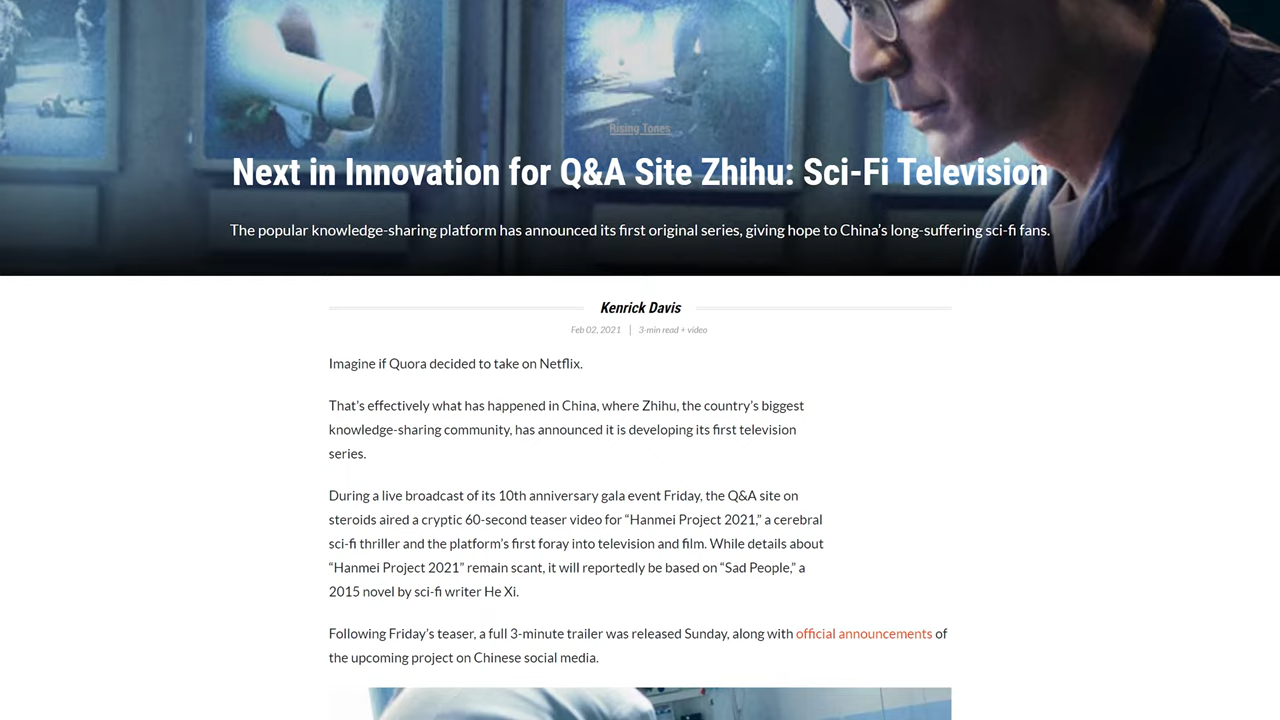 Rising Tones
Next in Innovation for Q&A Site Zhihu: Sci-Fi Television
The popular knowledge-sharing platform has announced its first original series, giving hope to China’s long-suffering sci-fi fans.
Kenrick Davis
Feb 02, 2021 | 3-min read + video
Imagine if Quora decided to take on Netflix.
That’s effectively what has happened in China, where Zhihu, the country’s biggest
knowledge-sharing community, has announced it is developing its first television
series.
During a live broadcast of its 10th anniversary gala event Friday, the Q&A site on
steroids aired a cryptic 60-second teaser video for “Hanmei Project 2021,” a cerebral
sci-fi thriller and the platform’s first foray into television and film. While details about
“Hanmei Project 2021” remain scant, it will reportedly be based on “Sad People,” a
2015 novel by sci-fi writer He Xi.
Following Friday’s teaser, a full 3-minute trailer was released Sunday, along with official announcements of
the upcoming project on Chinese social media.